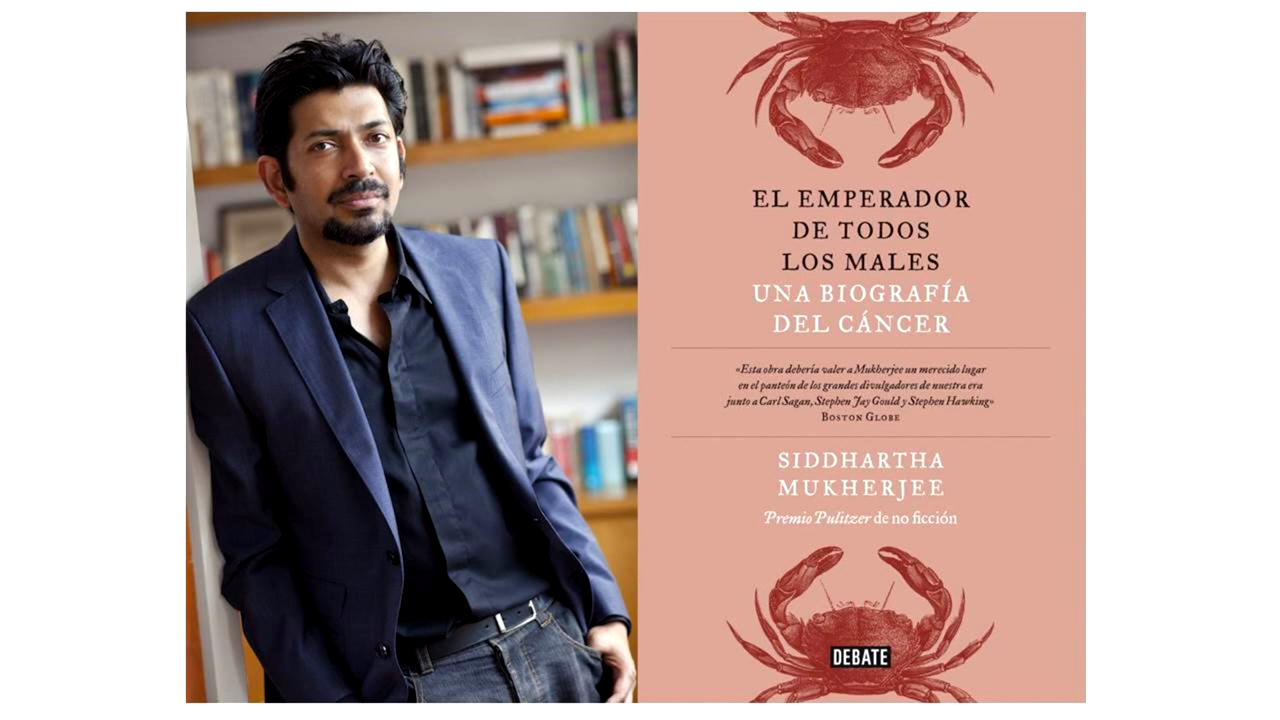 EL EMPERADOR
DE TODOS
LOS MALES
UNA BIOGRAFÍA
DEL CÁNCER
«Esta obra debería valer a Mukherjee un merecido lugar
en el panteón de los grandes divulgadores de nuestra era
junto a Carl Sagan, Stephen Jay Gould y Stephen Hawking»
BOSTON GLOBE
SIDDHARTHA
MUKHERJEE
Premio Pulitzer de no ficción
DEBATE